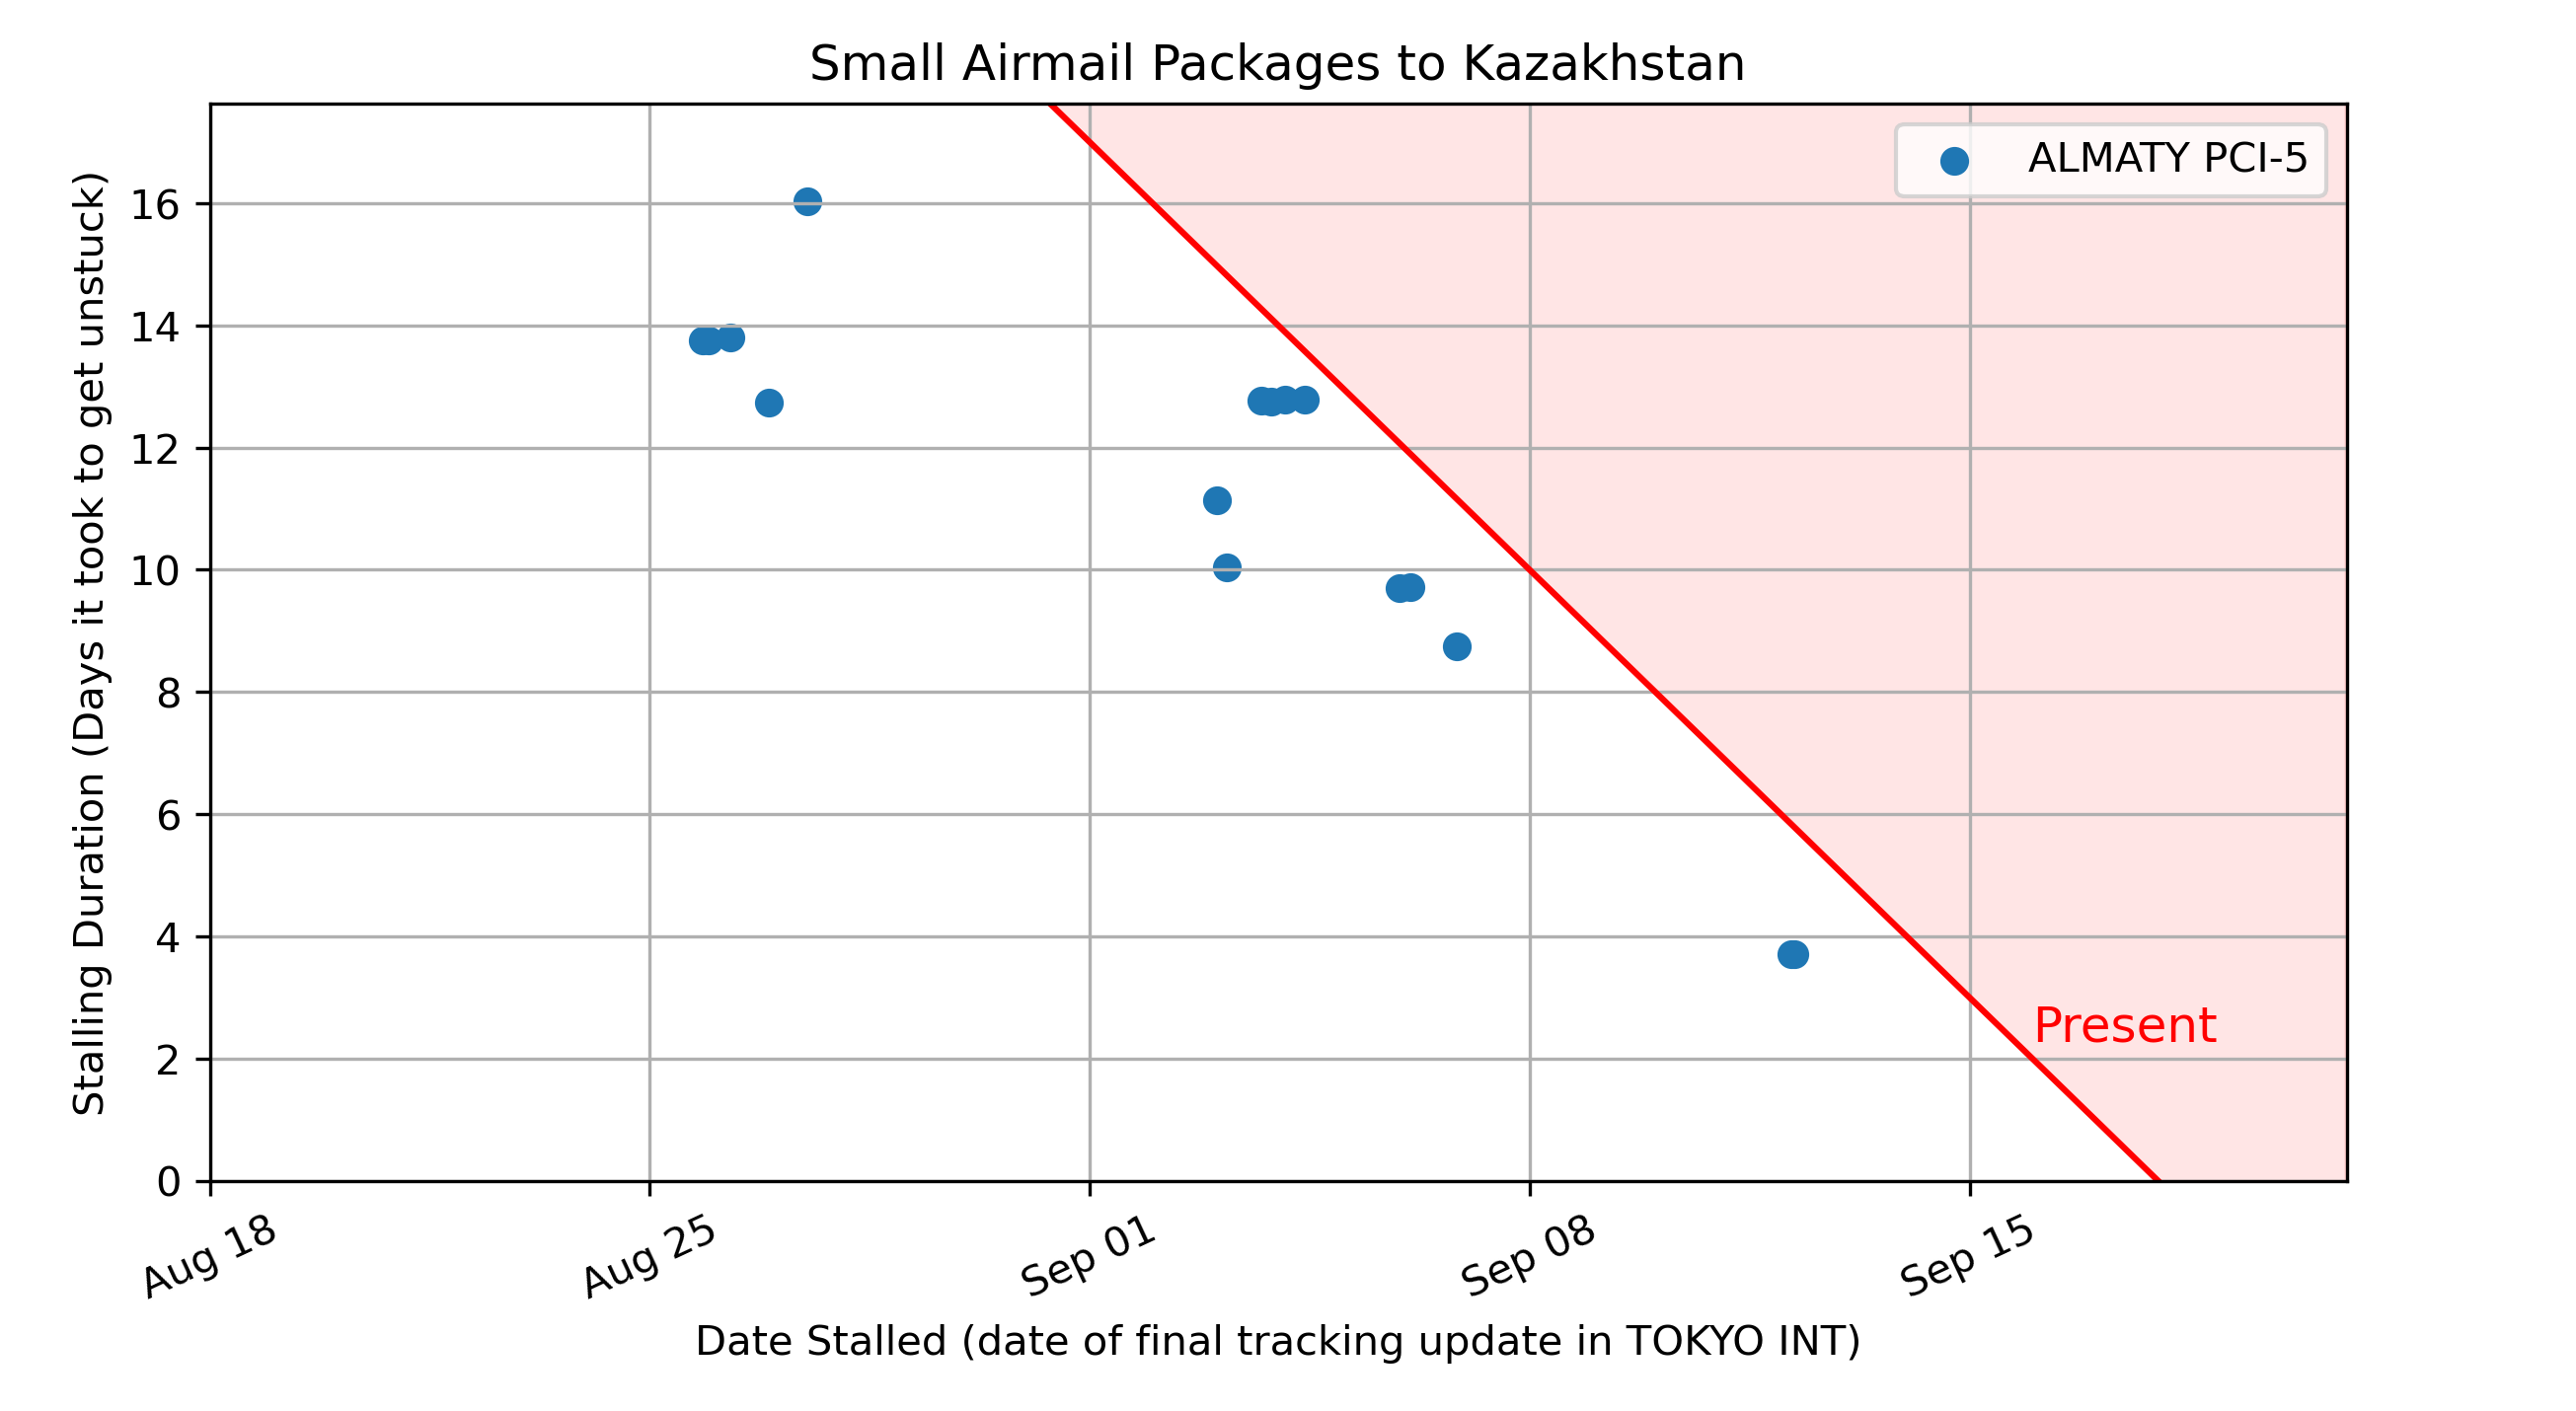 Small Airmail Packages to Kazakhstan
ALMATY PCI-5
Stalling Duration (Days it took to get unstuck)
16
14
12
10
8
6
4
2
0
Present
Aug 18
Aug 25
Sep 01
Sep 08
Sep 15
Date Stalled (date of final tracking update in TOKYO INT)